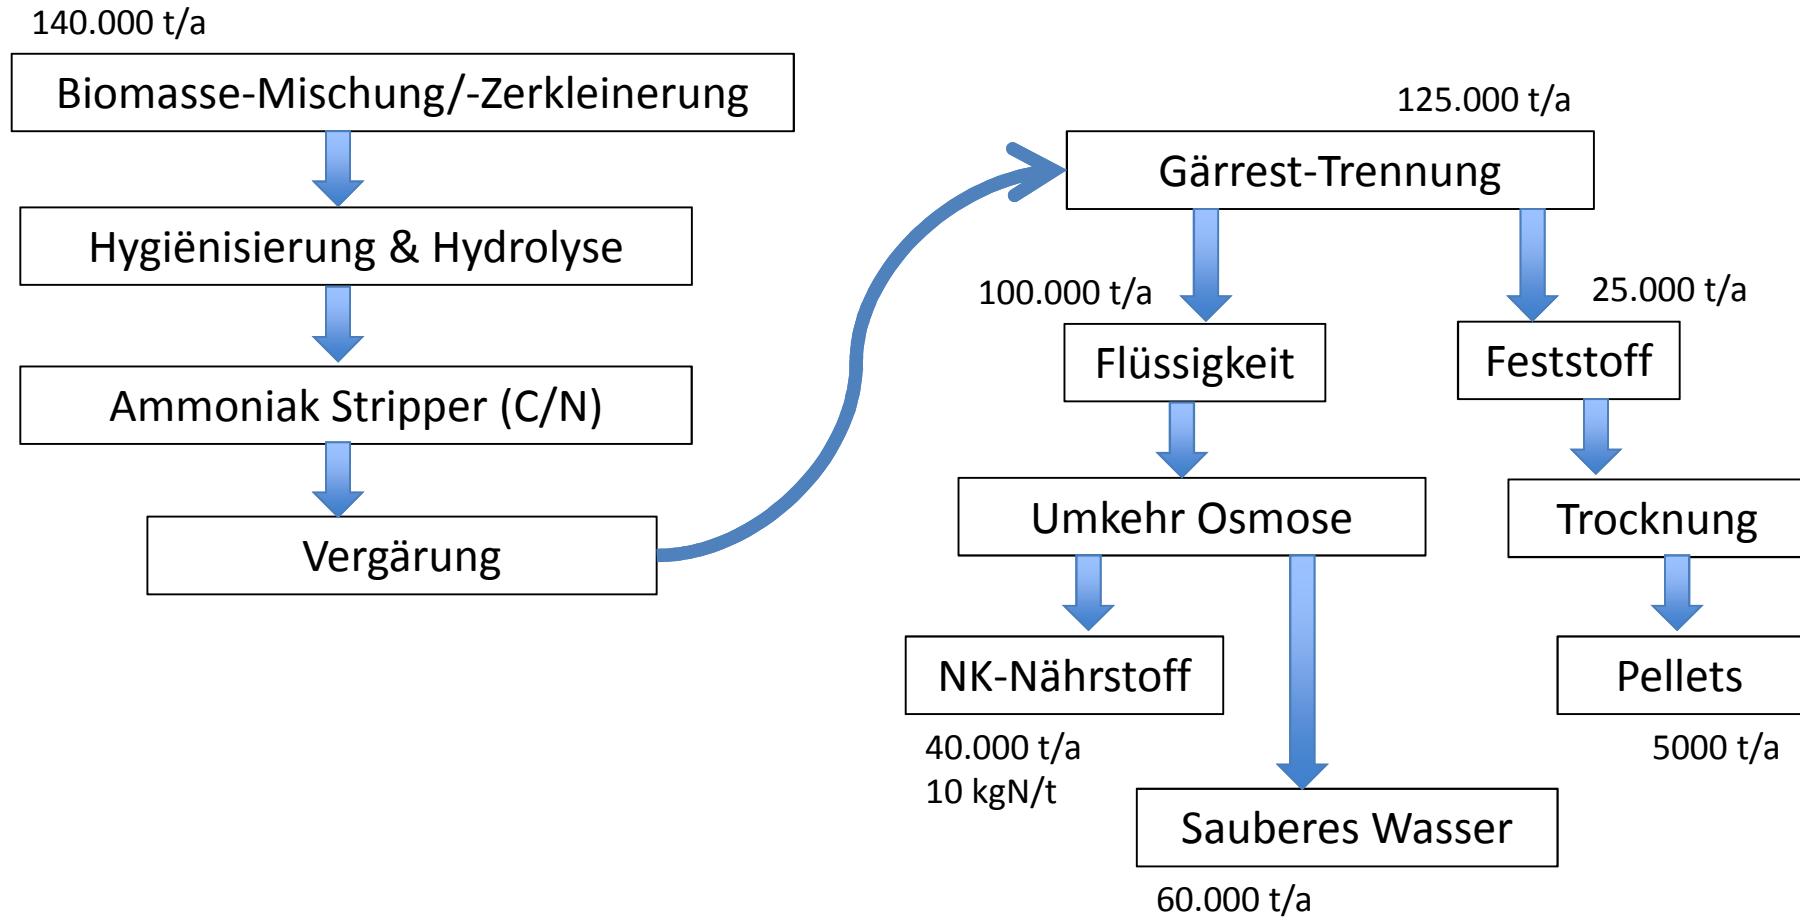 140.000 t/a
Biomasse-Mischung/-Zerkleinerung
Hygiënisierung & Hydrolyse
Ammoniak Stripper (C/N)
Vergärung
125.000 t/a
Gärrest-Trennung
100.000 t/a
Flüssigkeit
25.000 t/a
Feststoff
Umkehr Osmose
Trocknung
NK-Nährstoff
40.000 t/a
10 kgN/t
Pellets
5000 t/a
Sauberes Wasser
60.000 t/a